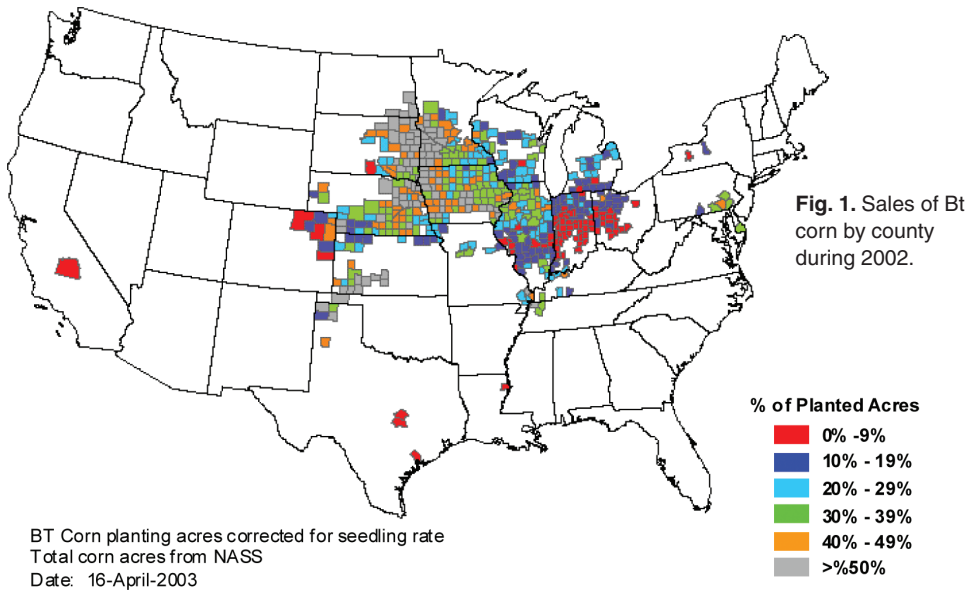 Fig. 1. Sales of Bt
corn by county
during 2002.
% of Planted Acres
0% -9%
10% - 19%
20% - 29%
30% - 39%
40% - 49%
>%50%
BT Corn planting acres corrected for seedling rate
Total corn acres from NASS
Date: 16-April-2003